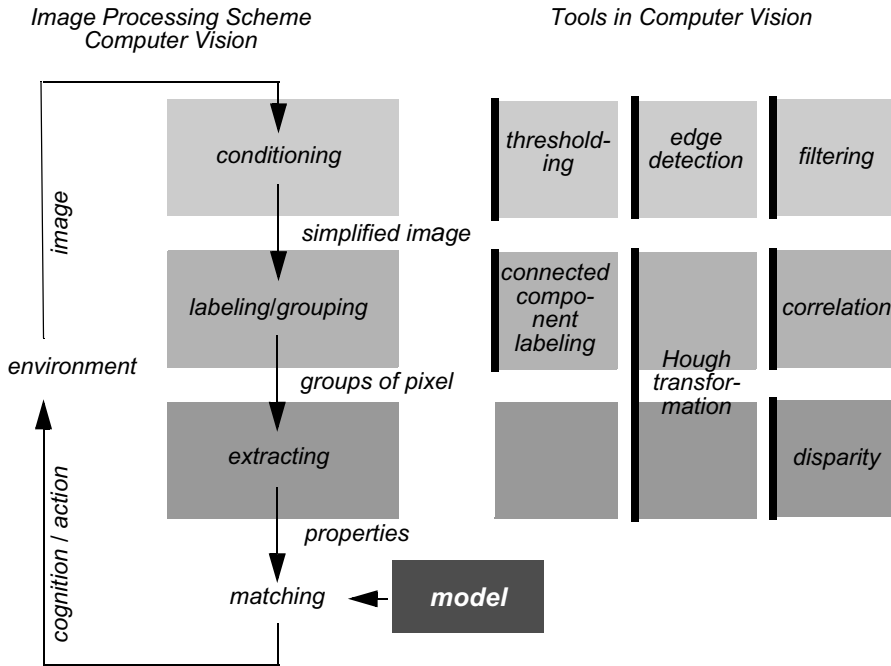 Image Processing Scheme
Computer Vision
Tools in Computer Vision
conditioning
threshold-
ing
edge
detection
filtering
image
simplified image
labeling/grouping
connected
compo-
nent
labeling
correlation
environment
groups of pixel
Hough
transfor-
mation
extracting
disparity
cognition / action
properties
matching
model